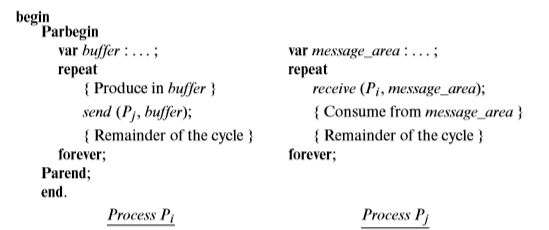 begin
Parbegin
var buffer : . . . ; var message_area : . . . ;
repeat repeat
{ Produce in buffer } receive (Pi, message_area);
send (Pj, buffer); { Consume from message_area }
{ Remainder of the cycle } { Remainder of the cycle }
forever; forever;
Parend;
end.
Process Pi Process Pj